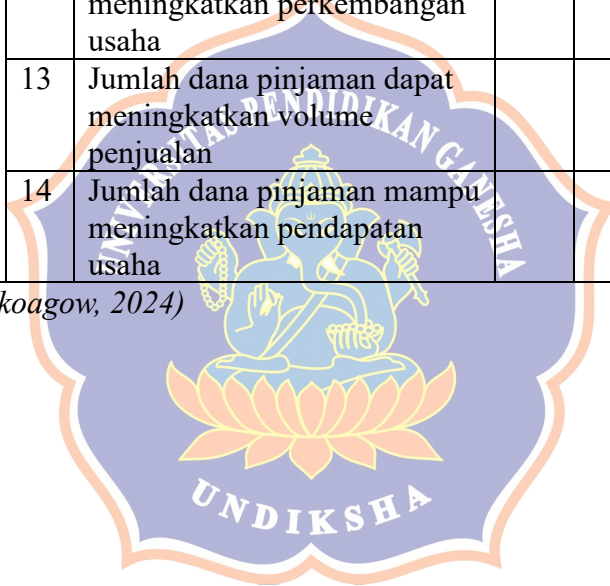 meningkatkan perkembangan
usaha
13 Jumlah dana pinjaman dapat
meningkatkan volume
penjualan
14 Jumlah dana pinjaman mampu
meningkatkan pendapatan
usaha
koagow, 2024)
UNIVERSITAS PENDIDIKAN GANESHA
UNDIKSHA